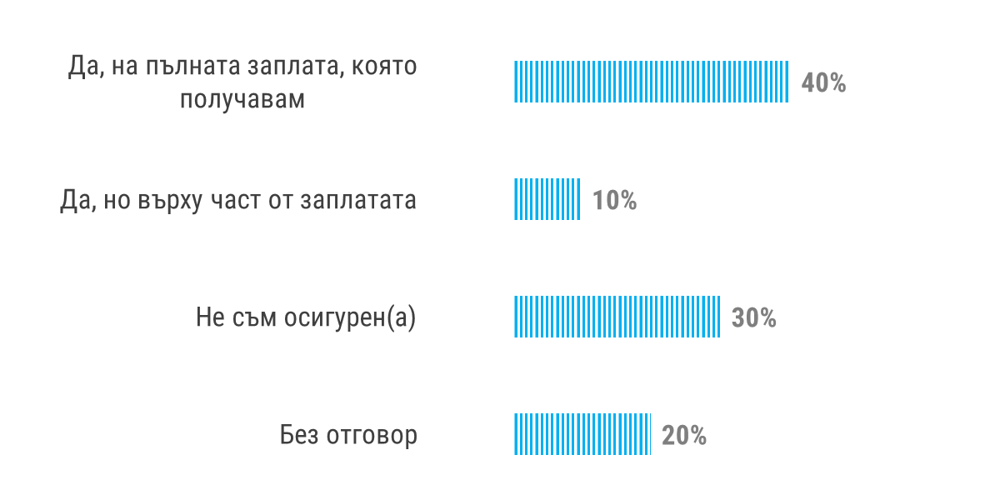 Да, на пълната заплата, която
получавам
40%
Да, но върху част от заплатата
10%
Не съм осигурен(а)
30%
Без отговор
20%